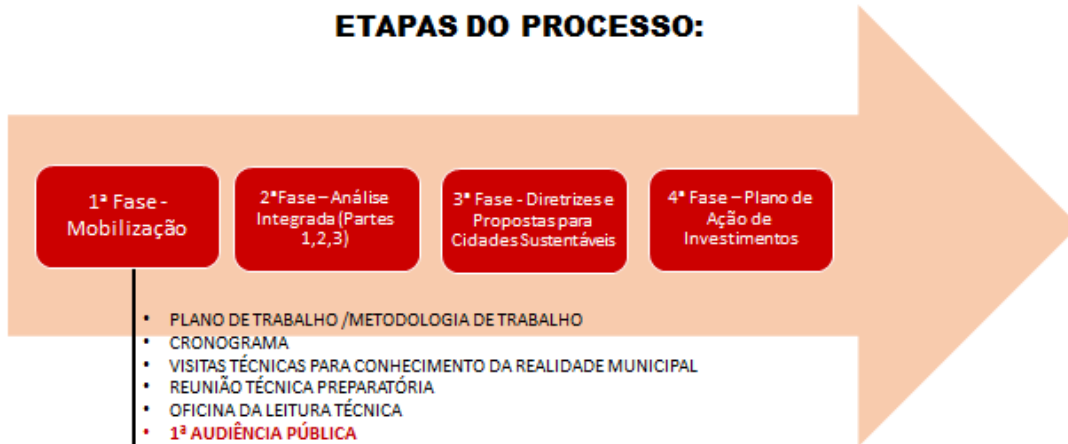 ETAPAS DO PROCESSO:
1ª Fase -
Mobilização
2ªFase – Análise
Integrada (Partes
1,2,3)
3ª Fase - Diretrizes e
Propostas para
Cidades Sustentáveis
4ª Fase – Plano de
Ação de
Investimentos
• PLANO DE TRABALHO /METODOLOGIA DE TRABALHO
• CRONOGRAMA
• VISITAS TÉCNICAS PARA CONHECIMENTO DA REALIDADE MUNICIPAL
• REUNIÃO TÉCNICA PREPARATÓRIA
• OFICINA DA LEITURA TÉCNICA
• 1ª AUDIÊNCIA PÚBLICA